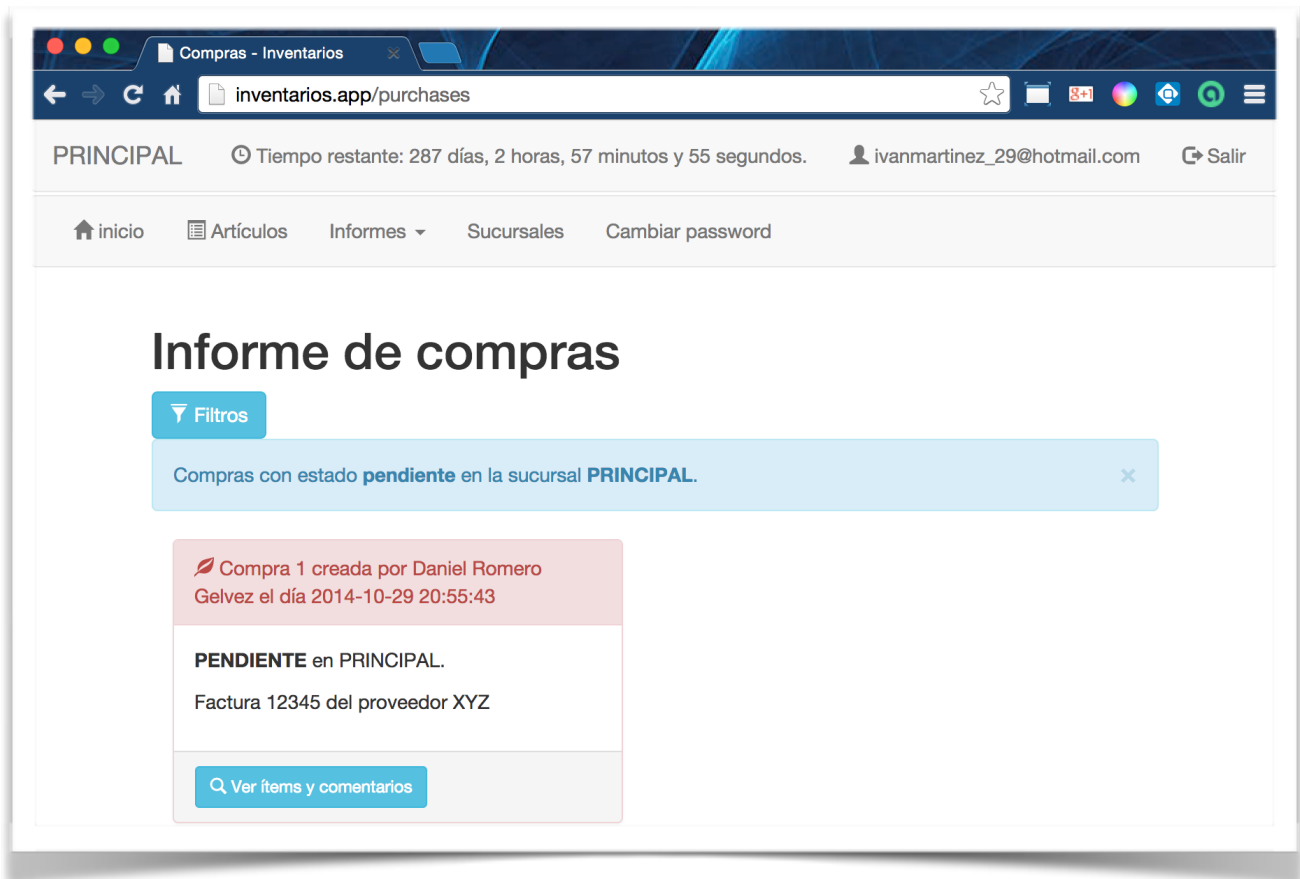 Compras - Inventarios
inventarios.app/purchases
8+1
PRINCIPAL Tiempo restante: 287 días, 2 horas, 57 minutos y 55 segundos. ivanmartinez_29@hotmail.com Salir
inicio Artículos Informes Sucursales Cambiar password
Informe de compras
Filtros
Compras con estado pendiente en la sucursal PRINCIPAL. ×
Compra 1 creada por Daniel Romero
Gelvez el día 2014-10-29 20:55:43
PENDIENTE en PRINCIPAL.
Factura 12345 del proveedor XYZ
Ver ítems y comentarios